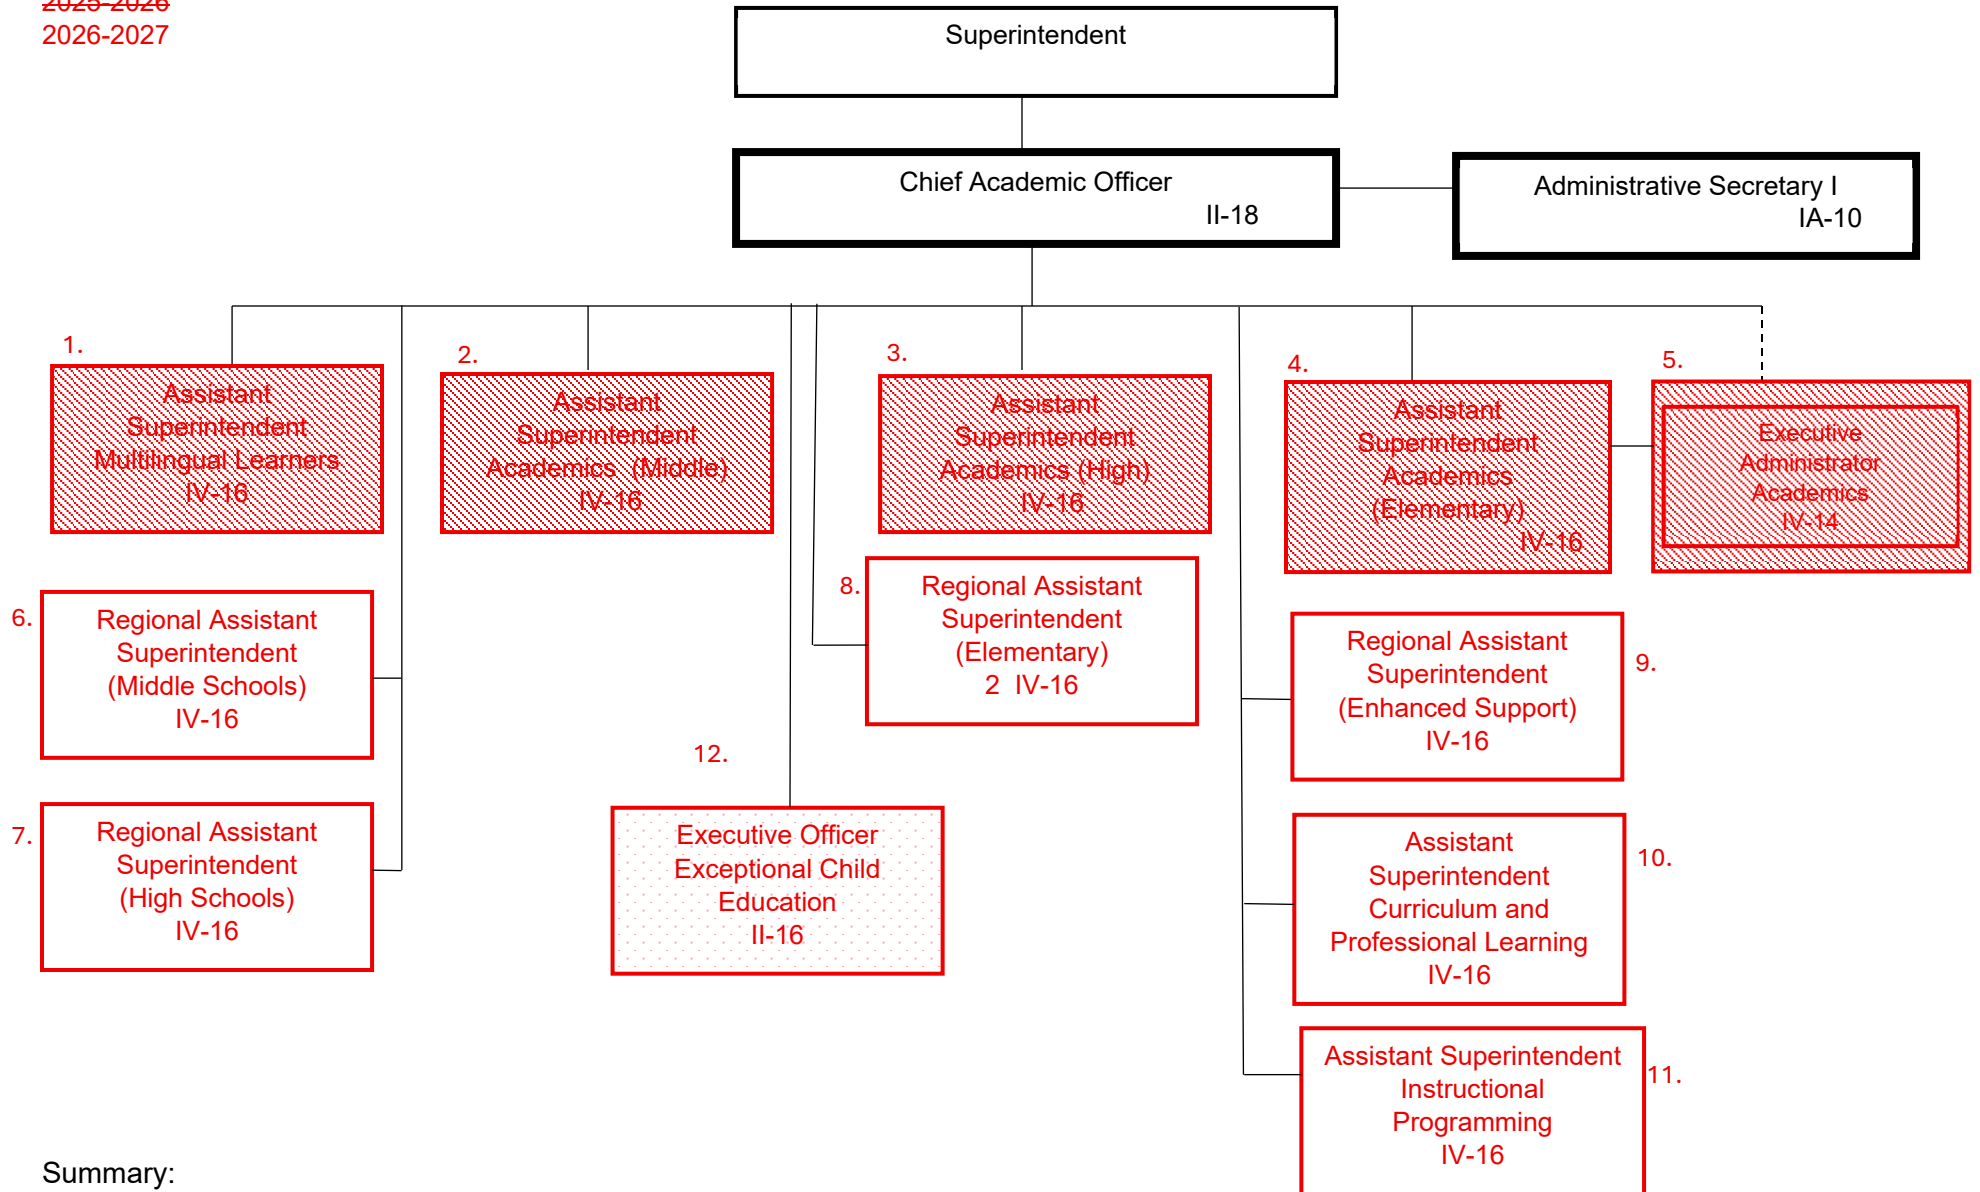 2025-2026
2026-2027
Superintendent
Chief Academic Officer
II-18
Administrative Secretary I
IA-10
1.
Assistant
Superintendent
Multilingual Learners
IV-16
2.
Assistant
Superintendent
Academics (Middle)
IV-16
3.
Assistant
Superintendent
Academics (High)
IV-16
4.
Assistant
Superintendent
Academics
(Elementary)
IV-16
5.
Executive
Administrator
Academics
IV-14
6.
Regional Assistant
Superintendent
(Middle Schools)
IV-16
7.
Regional Assistant
Superintendent
(High Schools)
IV-16
8.
Regional Assistant
Superintendent
(Elementary)
2 IV-16
12.
Executive Officer
Exceptional Child
Education
II-16
9.
Regional Assistant
Superintendent
(Enhanced Support)
IV-16
10.
Assistant
Superintendent
Curriculum and
Professional Learning
IV-16
11.
Assistant Superintendent
Instructional
Programming
IV-16
Summary: